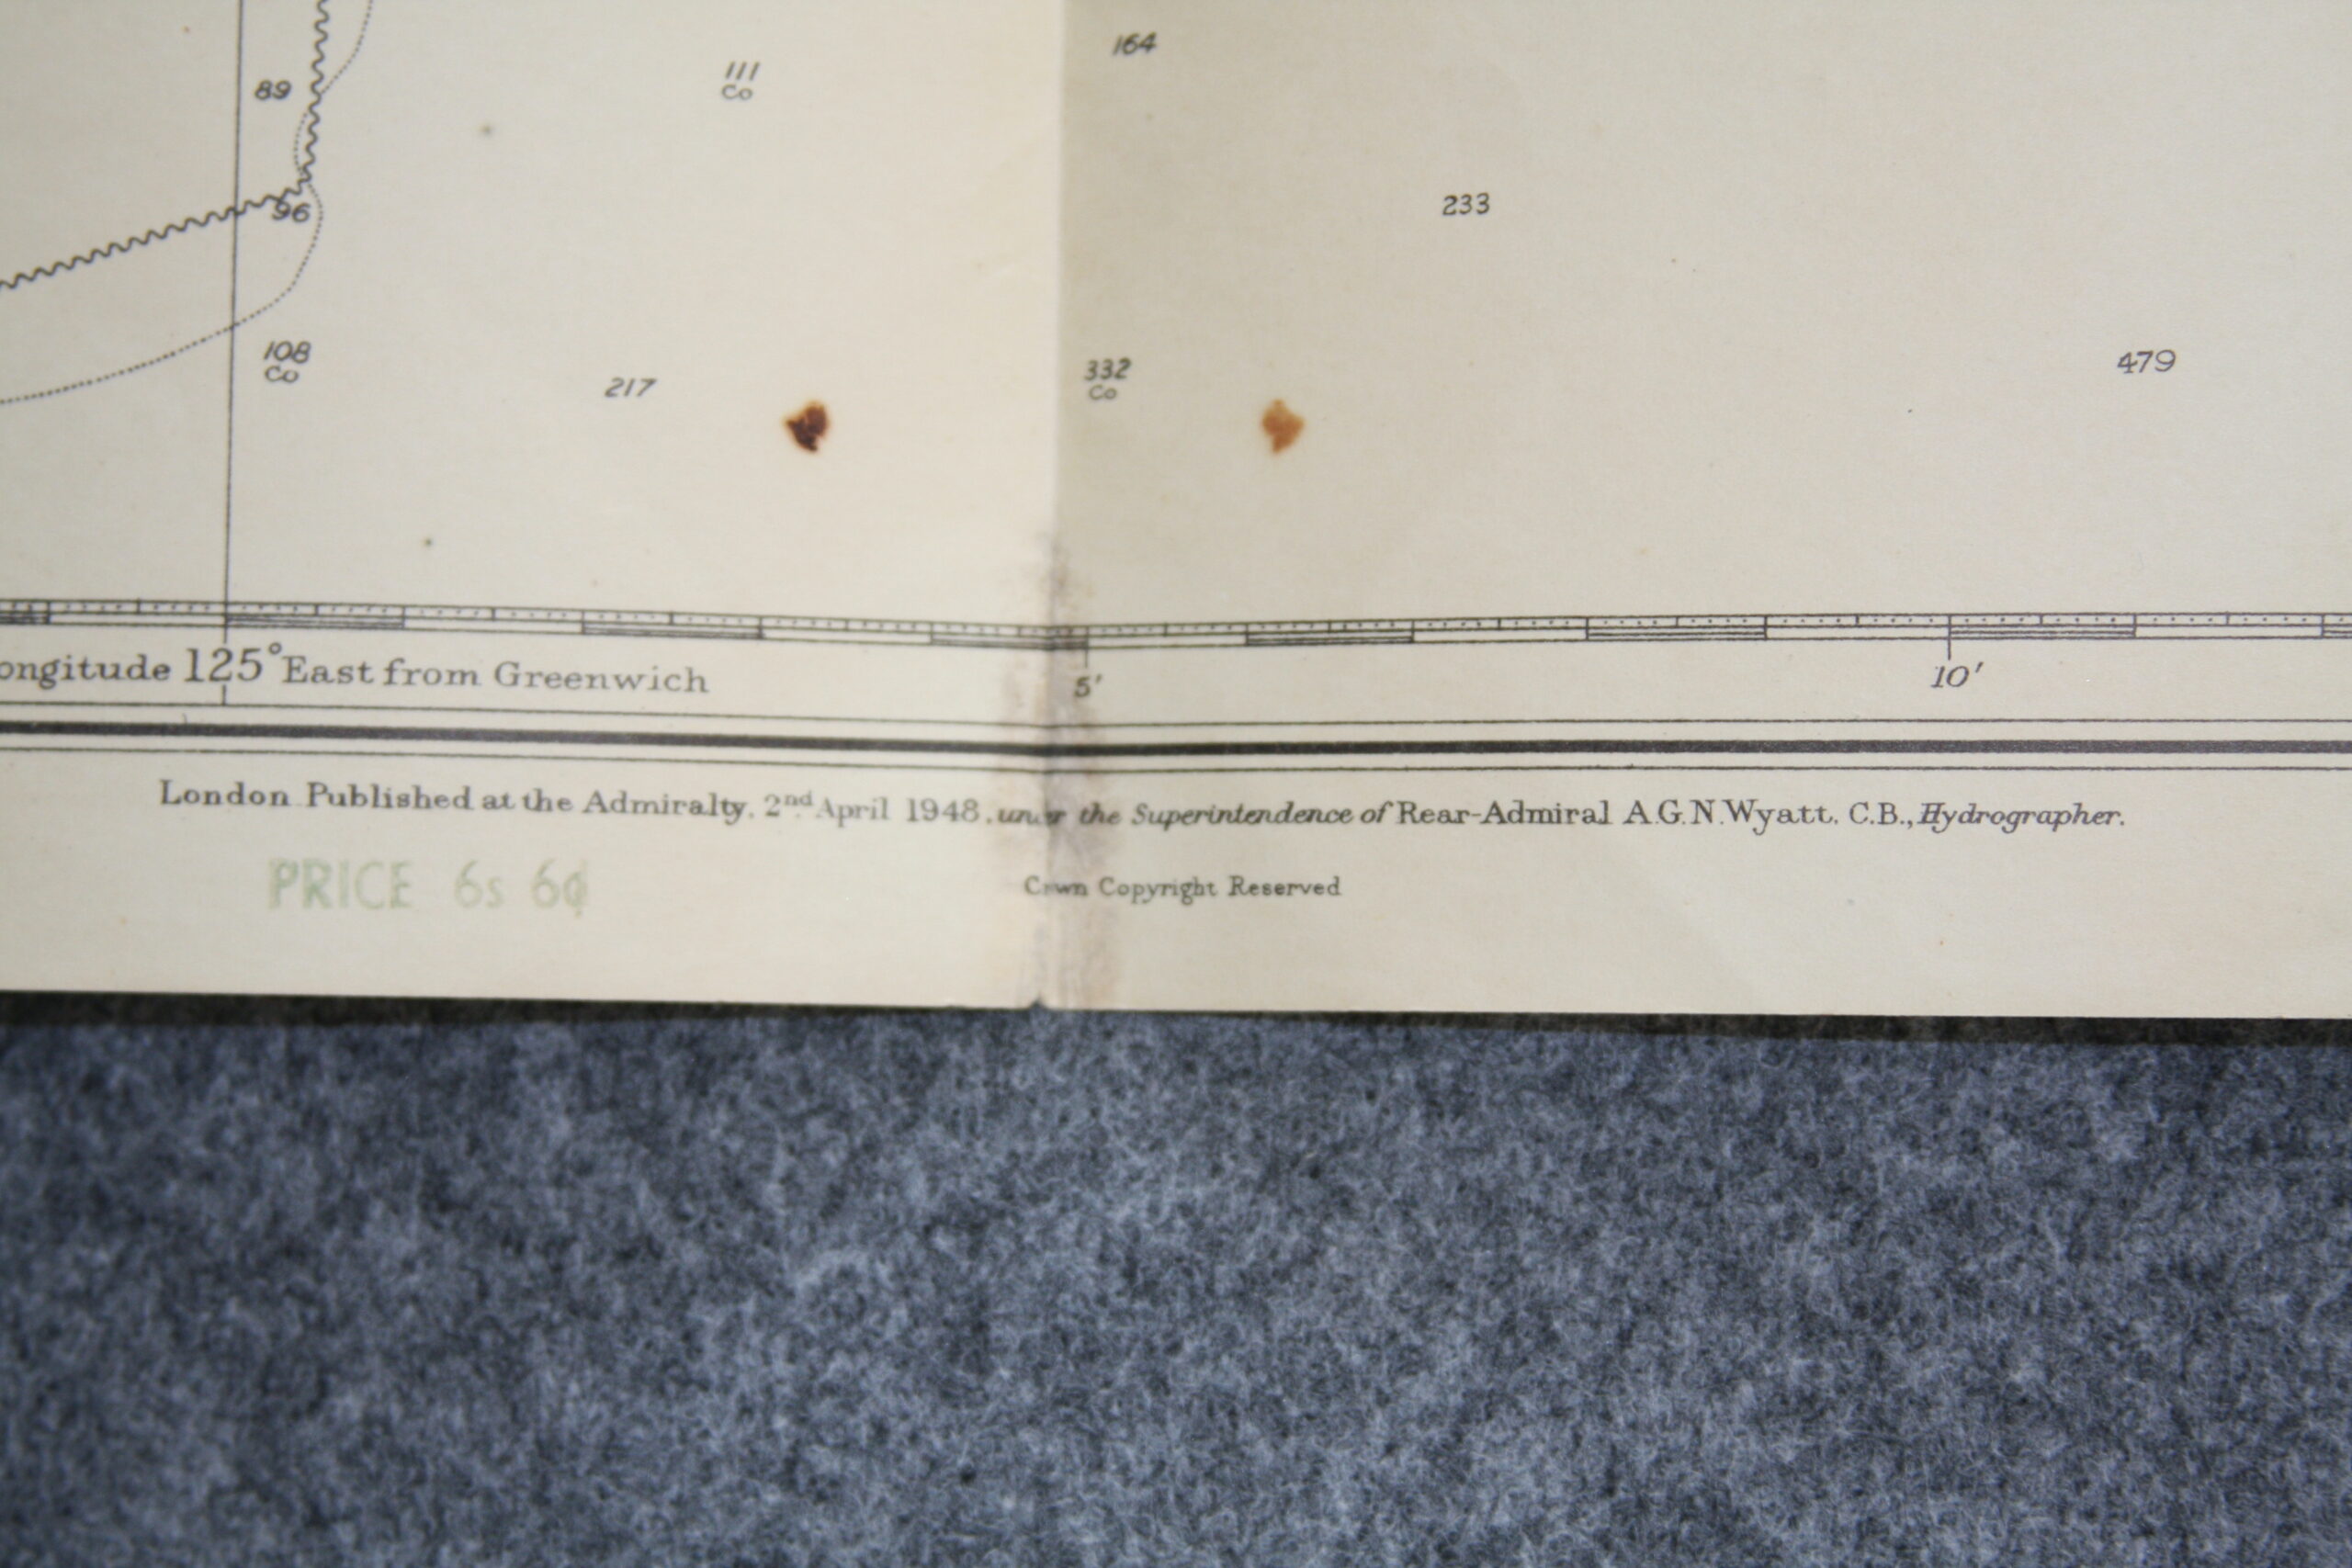 164
111
Co
89
233
96
108
Co
217
332
Co
479
ongitude 125° East from Greenwich
5'
10'
London Published at the Admiralty, 2nd April 1948, under the Superintendence of Rear-Admiral A.G.N.Wyatt, C.B., Hydrographer.
PRICE 6s 6d
Crown Copyright Reserved